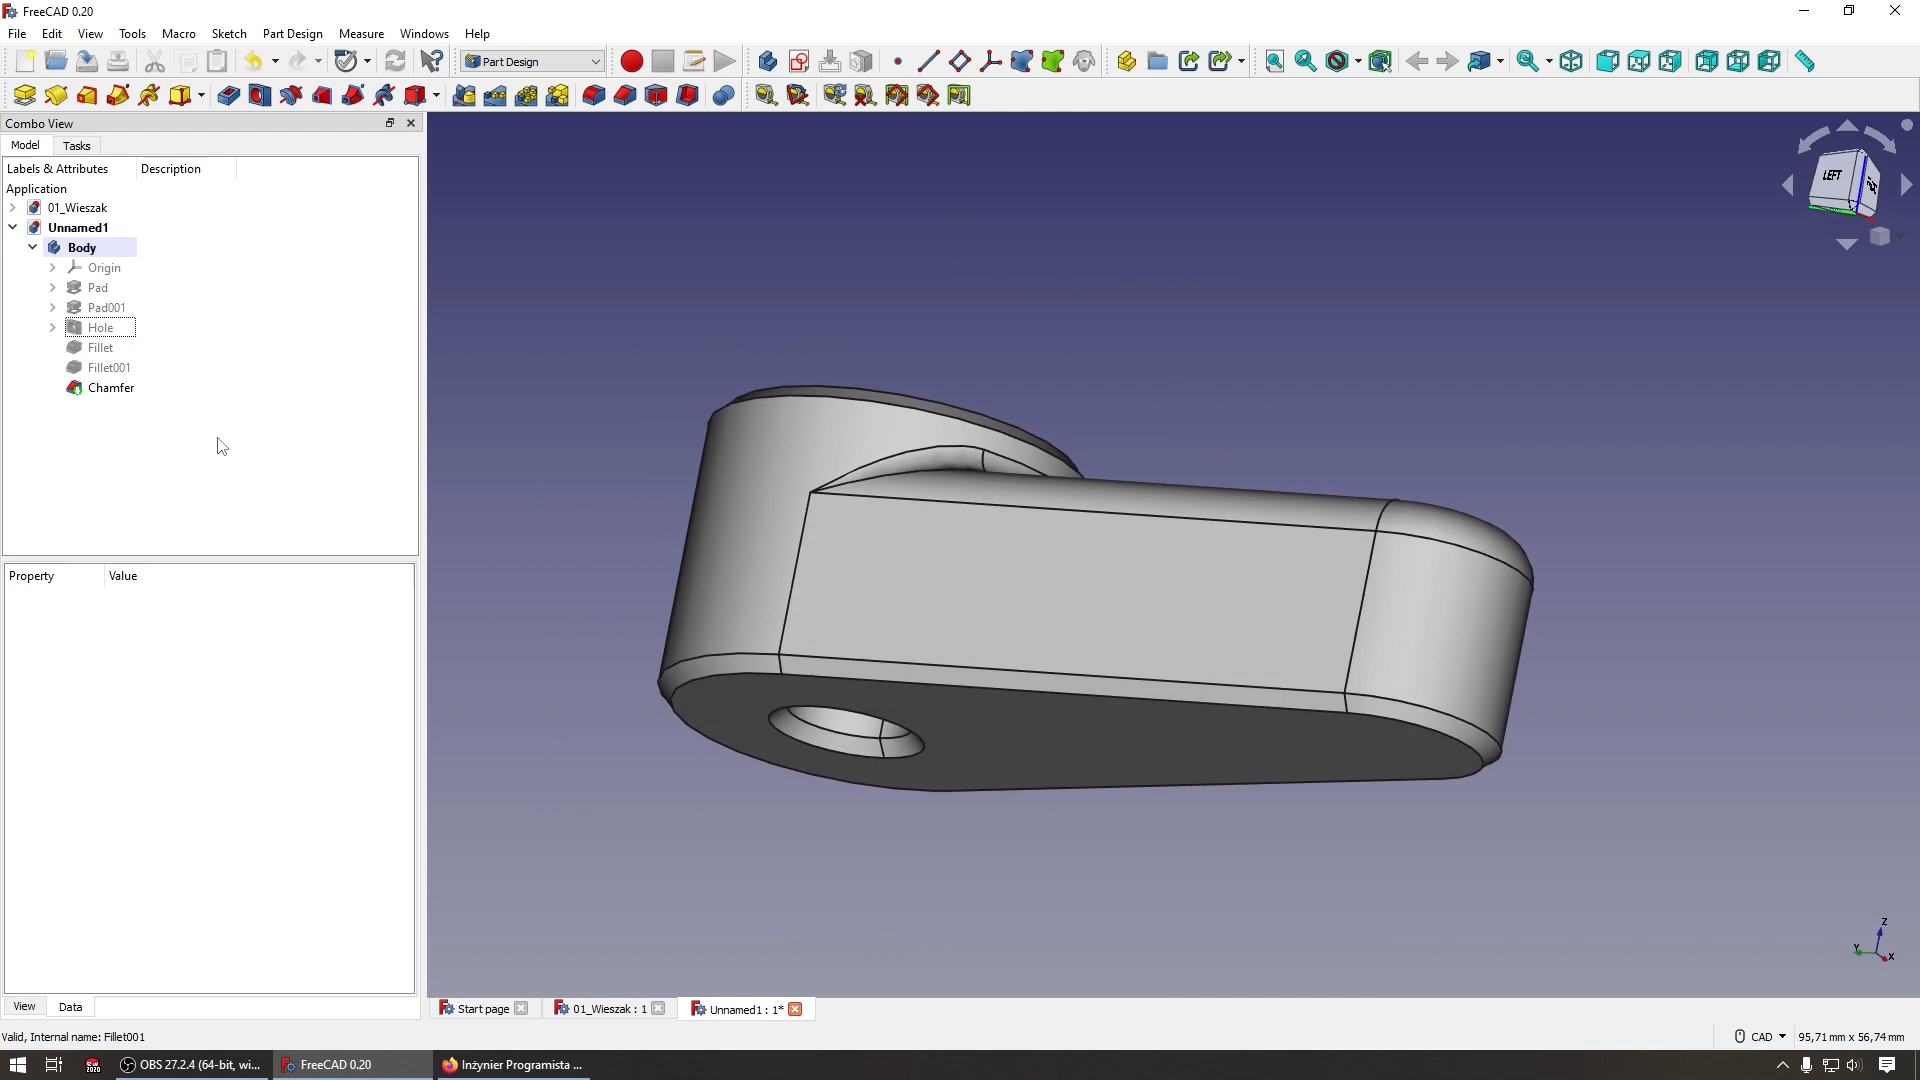 FreeCAD 0.20
File Edit View Tools Macro Sketch Part Design Measure Windows Help
Part Design
Combo View
Model Tasks
Labels & Attributes Description
Application
01_Wieszak
Unnamed1
Body
Origin
Pad
Pad001
Hole
Fillet
Fillet001
Chamfer
LEFT
Z
Y
X
Property Value
View Data
Start page
01_Wieszak : 1
Unnamed1 : 1*
Valid, Internal name: Fillet001
CAD
95,71 mm x 56,74 mm
OBS 27.2.4 (64-bit, wi...
FreeCAD 0.20
Inżynier Programista ...